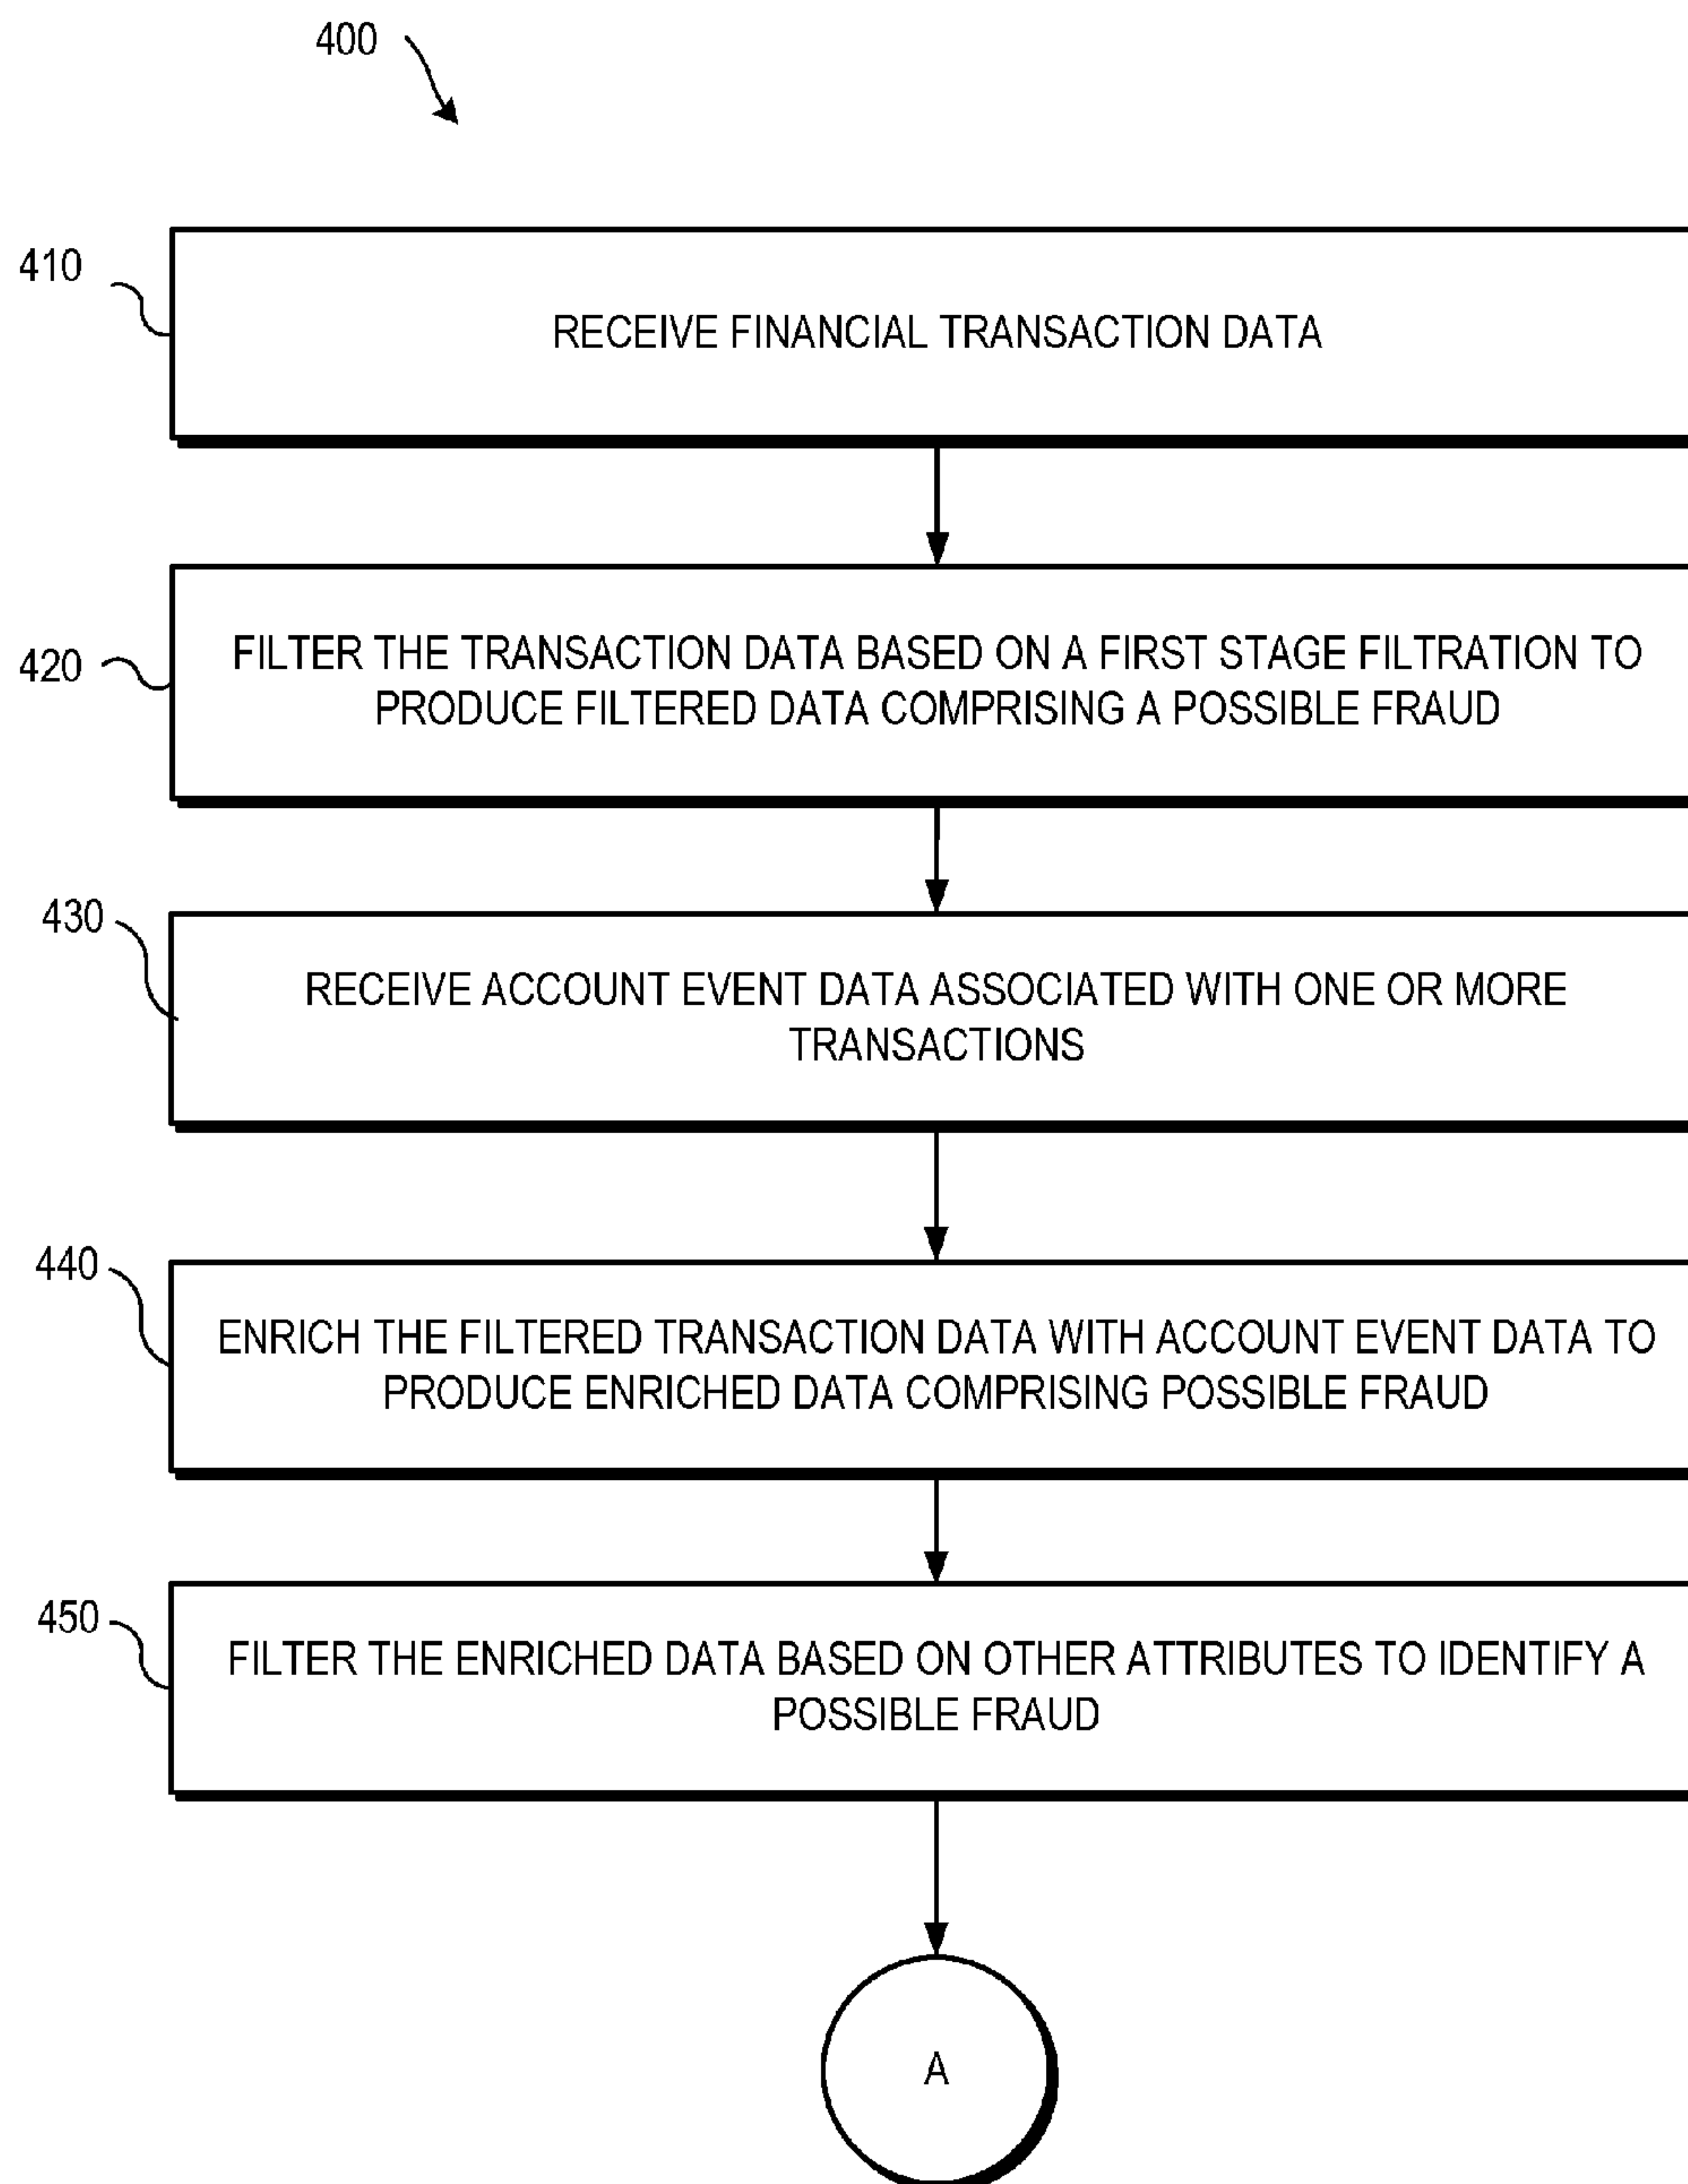 400
410
RECEIVE FINANCIAL TRANSACTION DATA
420
FILTER THE TRANSACTION DATA BASED ON A FIRST STAGE FILTRATION TO
PRODUCE FILTERED DATA COMPRISING A POSSIBLE FRAUD
430
RECEIVE ACCOUNT EVENT DATA ASSOCIATED WITH ONE OR MORE
TRANSACTIONS
440
ENRICH THE FILTERED TRANSACTION DATA WITH ACCOUNT EVENT DATA TO
PRODUCE ENRICHED DATA COMPRISING POSSIBLE FRAUD
450
FILTER THE ENRICHED DATA BASED ON OTHER ATTRIBUTES TO IDENTIFY A
POSSIBLE FRAUD
A